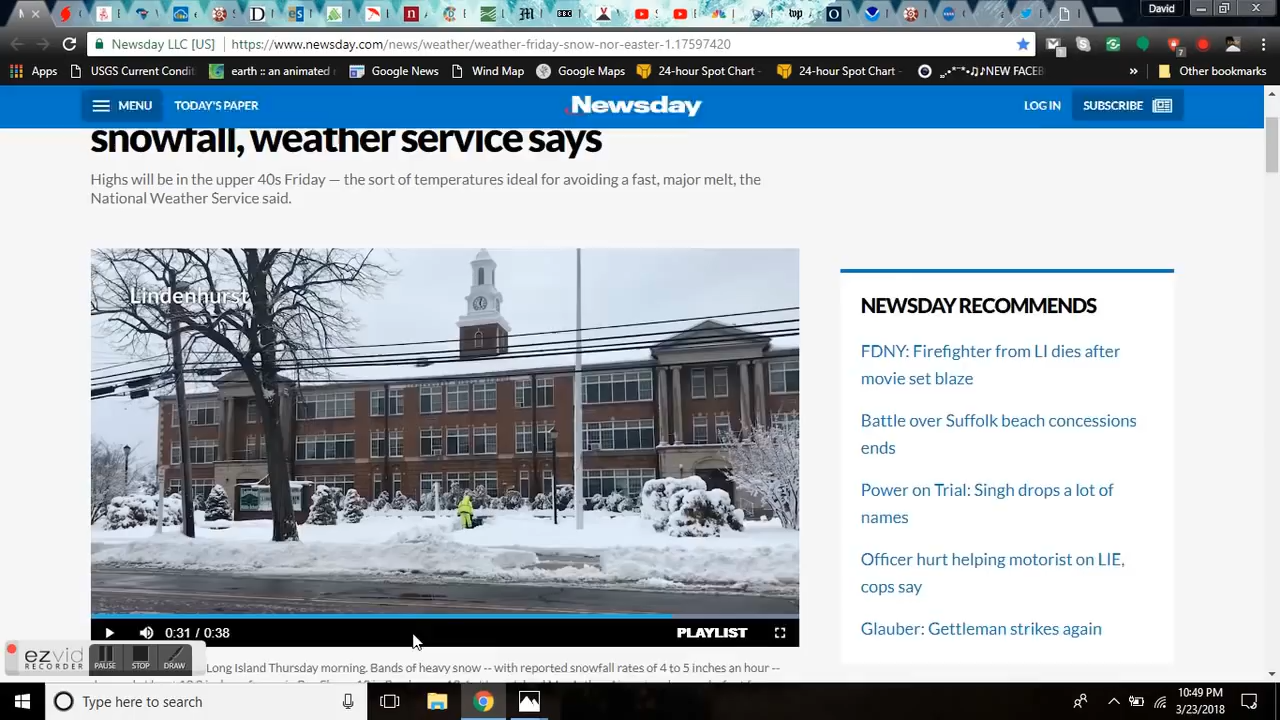 David
Newsday LLC [US]
https://www.newsday.com/news/weather/weather-friday-snow-nor-easter-1.17597420
Apps
USGS Current Condit
earth :: an animated
Google News
Wind Map
Google Maps
24-hour Spot Chart -
24-hour Spot Chart -
♫NEW FACEB
»
Other bookmarks
MENU
TODAY'S PAPER
Newsday
LOG IN
SUBSCRIBE
snowfall, weather service says
Highs will be in the upper 40s Friday — the sort of temperatures ideal for avoiding a fast, major melt, the
National Weather Service said.
Lindenhurst
0:31 / 0:38
PLAYLIST
NEWSDAY RECOMMENDS
FDNY: Firefighter from LI dies after
movie set blaze
Battle over Suffolk beach concessions
ends
Power on Trial: Singh drops a lot of
names
Officer hurt helping motorist on LIE,
cops say
Glauber: Gettleman strikes again
ezvid
RECORDER
PAUSE
STOP
DRAW
Long Island Thursday morning. Bands of heavy snow -- with reported snowfall rates of 4 to 5 inches an hour --
Type here to search
10:49 PM
3/23/2018